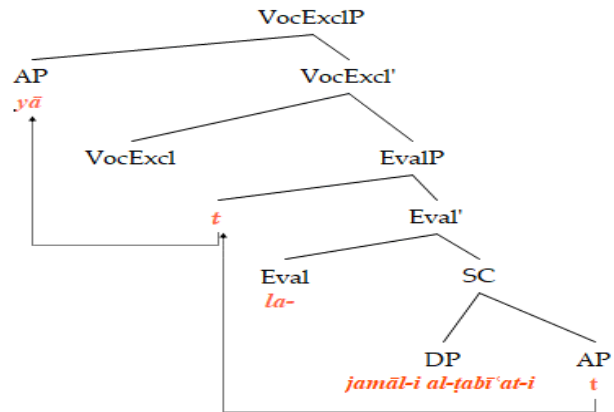 VocExclP
AP VocExcl'
yā
VocExcl EvalP
t Eval'
Eval SC
la-
DP AP
jamāl-i al-ṭabīʿat-i t